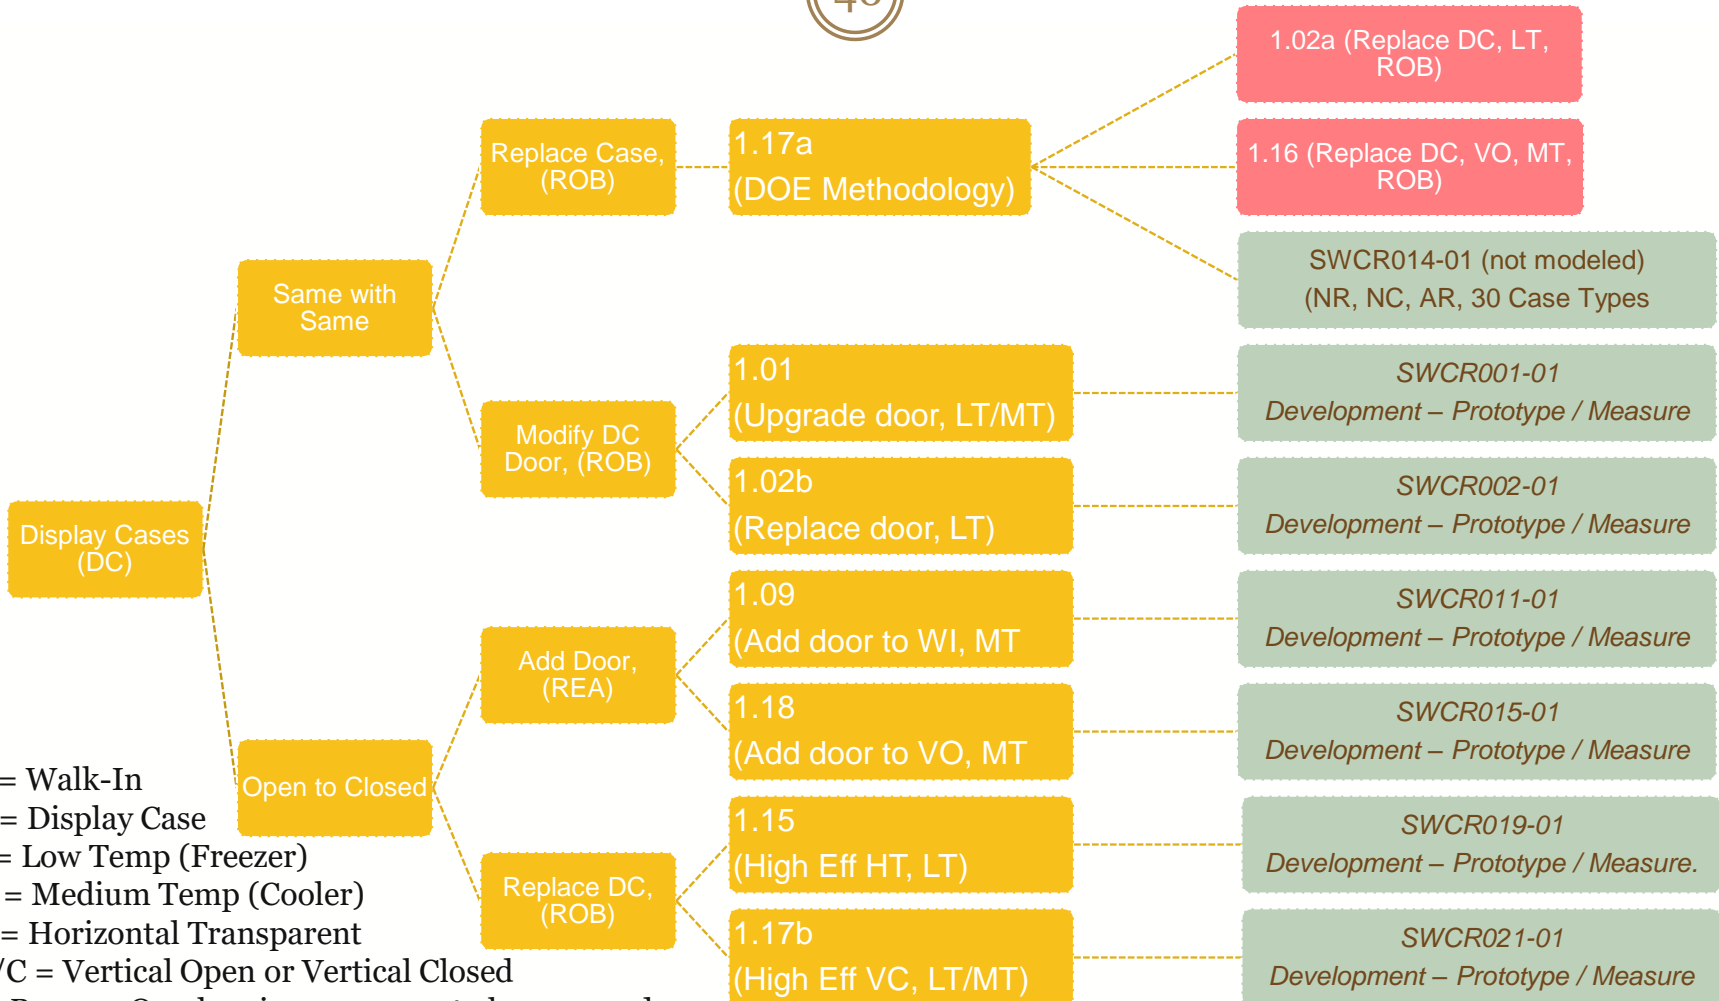 1.02a (Replace DC, LT,
ROB)
Replace Case,
(ROB)
1.17a
(DOE Methodology)
1.16 (Replace DC, VO, MT,
ROB)
SWCR014-01 (not modeled)
(NR, NC, AR, 30 Case Types
Same with
Same
1.01
(Upgrade door, LT/MT)
SWCR001-01
Development – Prototype / Measure
Modify DC
Door, (ROB)
1.02b
(Replace door, LT)
SWCR002-01
Development – Prototype / Measure
Display Cases
(DC)
1.09
(Add door to WI, MT
SWCR011-01
Development – Prototype / Measure
Add Door,
(REA)
1.18
(Add door to VO, MT
SWCR015-01
Development – Prototype / Measure
Open to Closed
1.15
(High Eff HT, LT)
SWCR019-01
Development – Prototype / Measure.
Replace DC,
(ROB)
1.17b
(High Eff VC, LT/MT)
SWCR021-01
Development – Prototype / Measure
= Walk-In
= Display Case
= Low Temp (Freezer)
= Medium Temp (Cooler)
= Horizontal Transparent
/C = Vertical Open or Vertical Closed